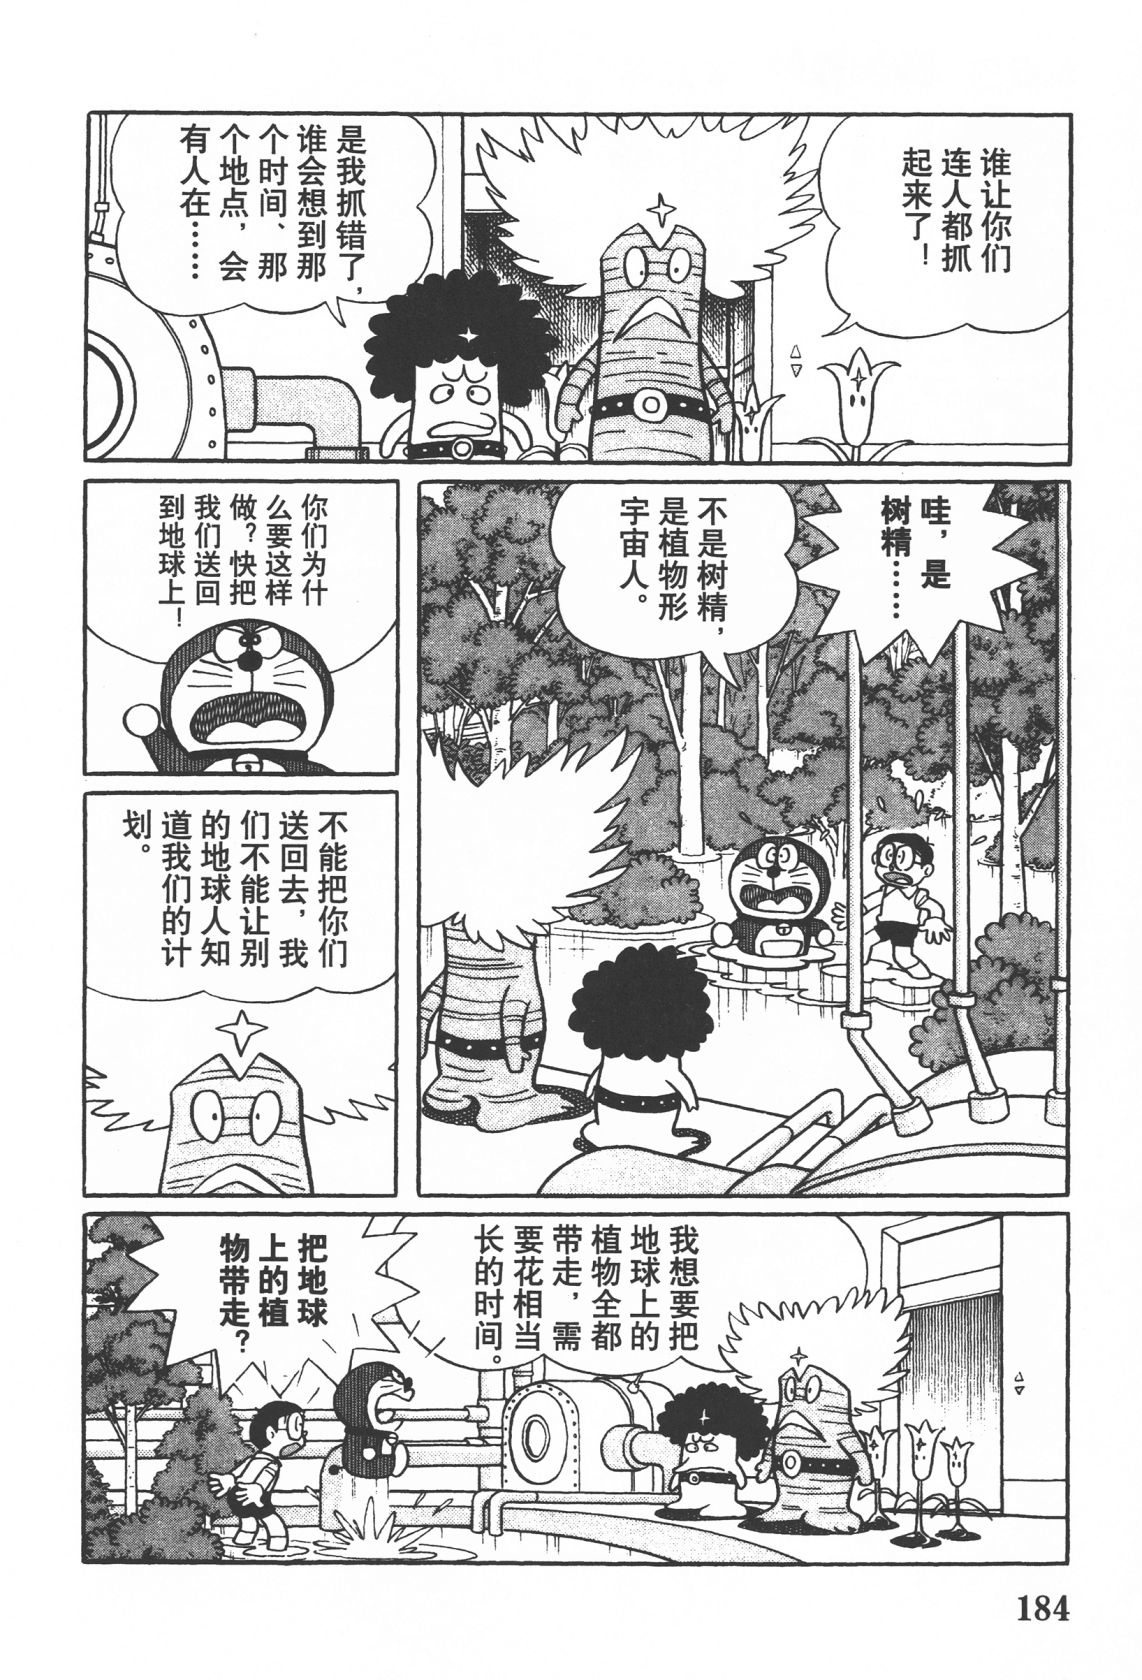 谁让你们
连人都抓
起来了！
是我抓错了，
谁会想到那
个时间、那
个地点，会
有人在……
哇，是
树精……
不是树精，
是植物形
宇宙人。
你们为什
么要这样
做？快把
我们送回
到地球上！
不能把你们
送回去，我
们不能让别
的地球人知
道我们的计
划。
我想要把
地球上的
植物全都
带走，需
要花相当
长的时间。
把地球
上的植
物带走？
184